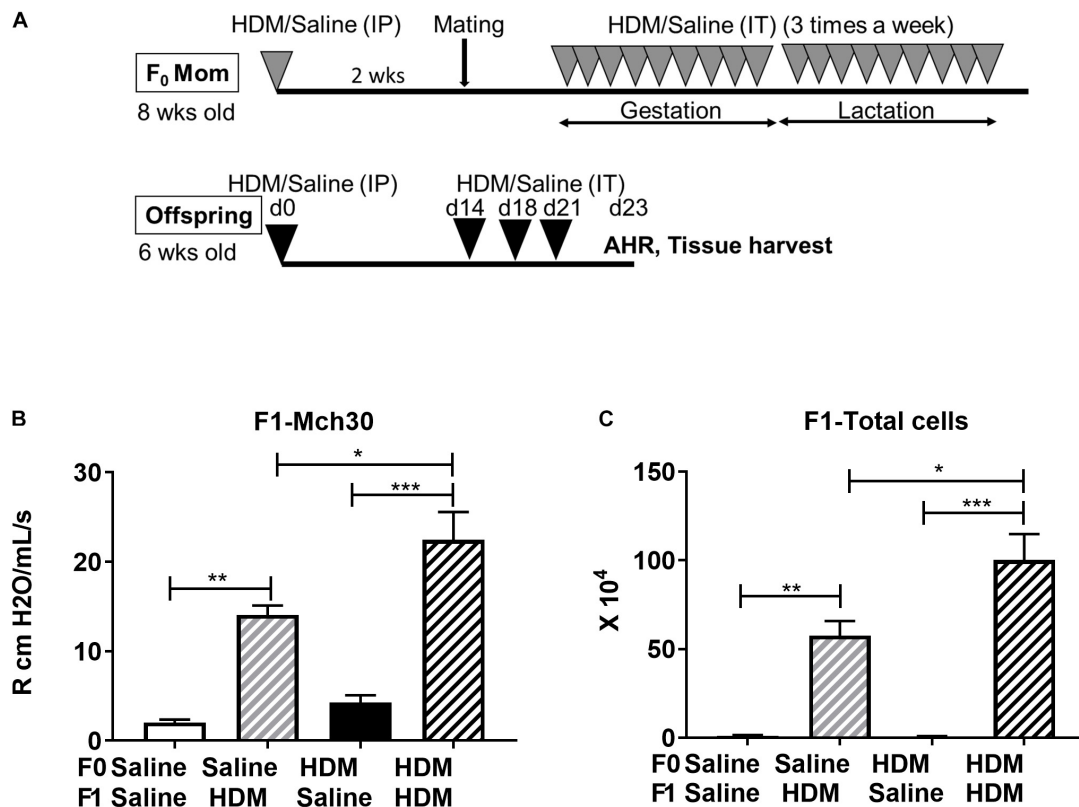 A
HDM/Saline (IP) Mating HDM/Saline (IT) (3 times a week)
F₀ Mom
2 wks
8 wks old
Gestation Lactation
HDM/Saline (IP) HDM/Saline (IT)
Offspring
d0 d14 d18 d21 d23
6 wks old
AHR, Tissue harvest
B
F1-Mch30
R cm H2O/mL/s
30
20
10
0
*
***
**
F0 Saline Saline HDM HDM
F1 Saline HDM Saline HDM
C
F1-Total cells
X 10⁴
150
100
50
0
*
***
**
F0 Saline Saline HDM HDM
F1 Saline HDM Saline HDM